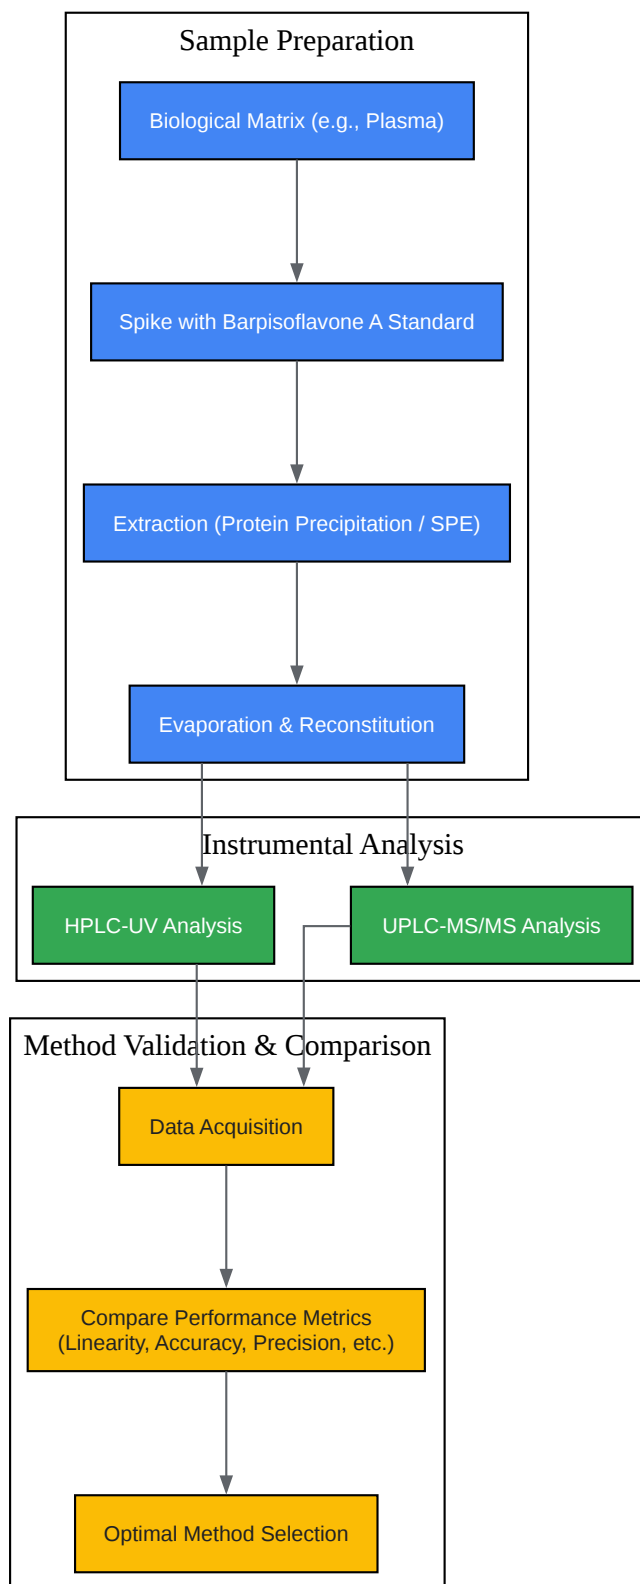 Sample Preparation
Biological Matrix (e.g., Plasma)
Spike with Barpisoflavone A Standard
Extraction (Protein Precipitation / SPE)
Evaporation & Reconstitution
Instrumental Analysis
HPLC-UV Analysis
UPLC-MS/MS Analysis
Method Validation & Comparison
Data Acquisition
Compare Performance Metrics
(Linearity, Accuracy, Precision, etc.)
Optimal Method Selection